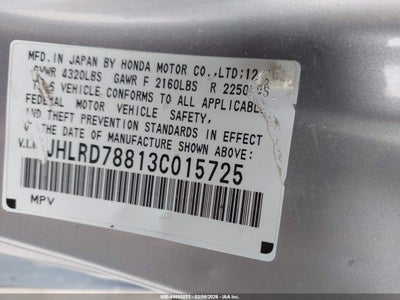 MFD.IN JAPAN BY HONDA MOTOR CO.,LTD;12
GVWR 4320LBS GAWR F 2160LBS R 2250LBS
THIS VEHICLE CONFORMS TO ALL APPLICABLE
FEDERAL MOTOR VEHICLE SAFETY,
AND THEFT PREVENTION STANDARDS IN EFFECT
ON THE DATE OF MANUFACTURE SHOWN ABOVE.
V.I.N JHLRD78813C015725
MPV